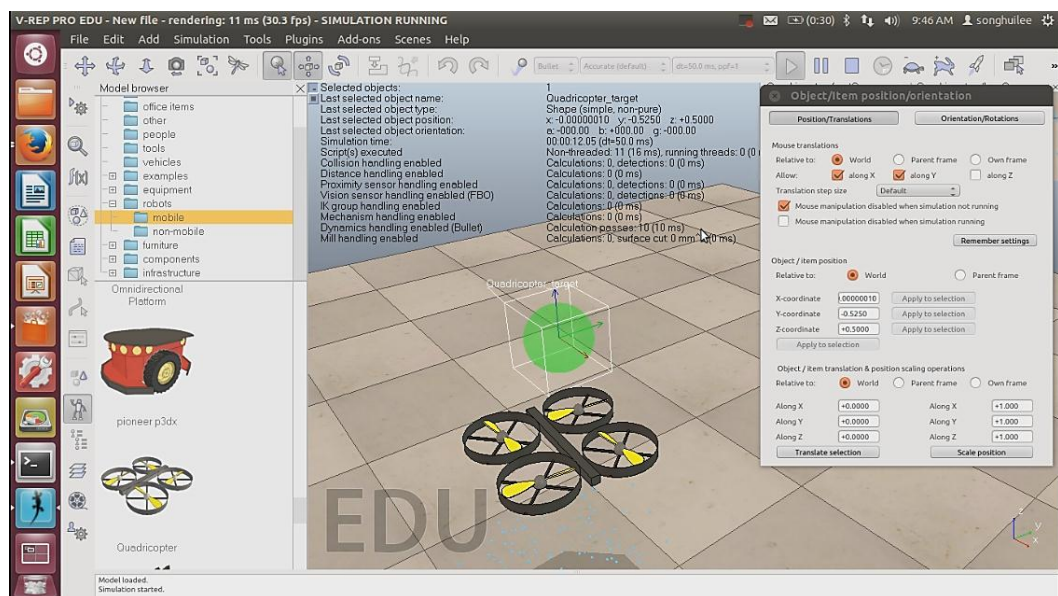 V-REP PRO EDU - New file - rendering: 11 ms (30.3 fps) - SIMULATION RUNNING
(0:30)
9:46 AM
songhuilee
File Edit Add Simulation Tools Plugins Add-ons Scenes Help
Bullet
Accurate (default)
dt=50.0 ms, ppf=1
Model browser
office items
other
people
tools
vehicles
examples
equipment
robots
mobile
non-mobile
furniture
components
infrastructure
Omnidirectional
Platform
pioneer p3dx
Quadricopter
Selected objects: 1
Last selected object name: Quadricopter_target
Last selected object type: Shape (simple, non-pure)
Last selected object position: x: -0.00000010 y: -0.5250 z: +0.5000
Last selected object orientation: a: -000.00 b: +000.00 g: -000.00
Simulation time: 00:00:12.05 (dt=50.0 ms)
Script(s) executed Non-threaded: 11 (16 ms), running threads: 0 (0
Collision handling enabled Calculations: 0, detections: 0 (0 ms)
Distance handling enabled Calculations: 0 (0 ms)
Proximity sensor handling enabled Calculations: 0, detections: 0 (0 ms)
Vision sensor handling enabled (FBO) Calculations: 0, detections: 0 (0 ms)
IK group handling enabled Calculations: 0 (0 ms)
Mechanism handling enabled Calculations: 0 (0 ms)
Dynamics handling enabled (Bullet) Calculation passes: 10 (10 ms)
Mill handling enabled Calculations: 0, surface cut 0 mm^2 (0 ms)
Quadricopter_target
EDU
z
y
x
Object/Item position/orientation
Position/Translations Orientation/Rotations
Mouse translations
Relative to: World Parent frame Own frame
Allow: along X along Y along Z
Translation step size Default
Mouse manipulation disabled when simulation not running
Mouse manipulation disabled when simulation running
Remember settings
Object / item position
Relative to: World Parent frame
X-coordinate .00000010 Apply to selection
Y-coordinate -0.5250 Apply to selection
Z-coordinate +0.5000 Apply to selection
Apply to selection
Object / item translation & position scaling operations
Relative to: World Parent frame Own frame
Along X +0.0000 Along X +1.000
Along Y +0.0000 Along Y +1.000
Along Z +0.0000 Along Z +1.000
Translate selection Scale position
Model loaded.
Simulation started.